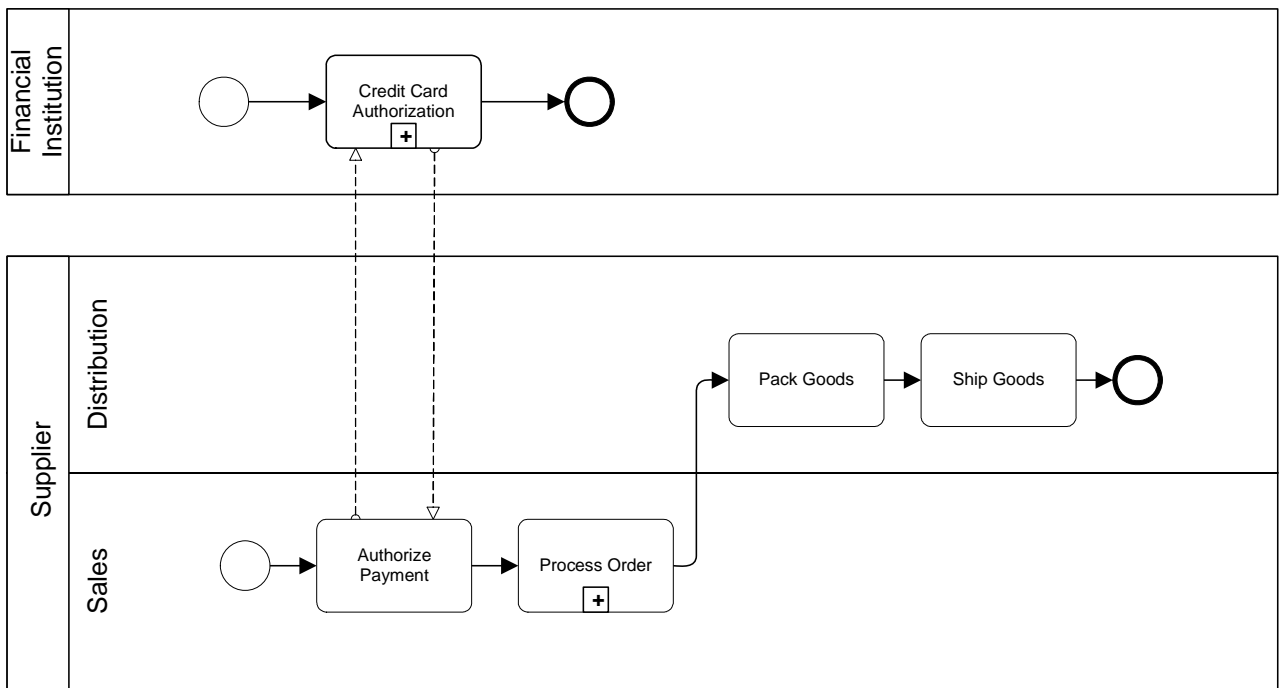 Financial
Institution
Credit Card
Authorization
+
Supplier
Distribution
Pack Goods
Ship Goods
Sales
Authorize
Payment
Process Order
+